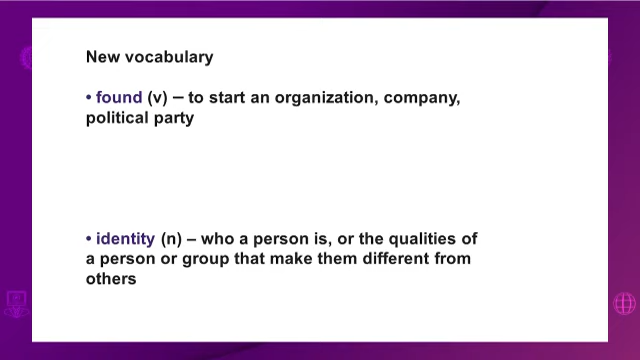 New vocabulary
• found (v) – to start an organization, company,
political party
• identity (n) – who a person is, or the qualities of
a person or group that make them different from
others